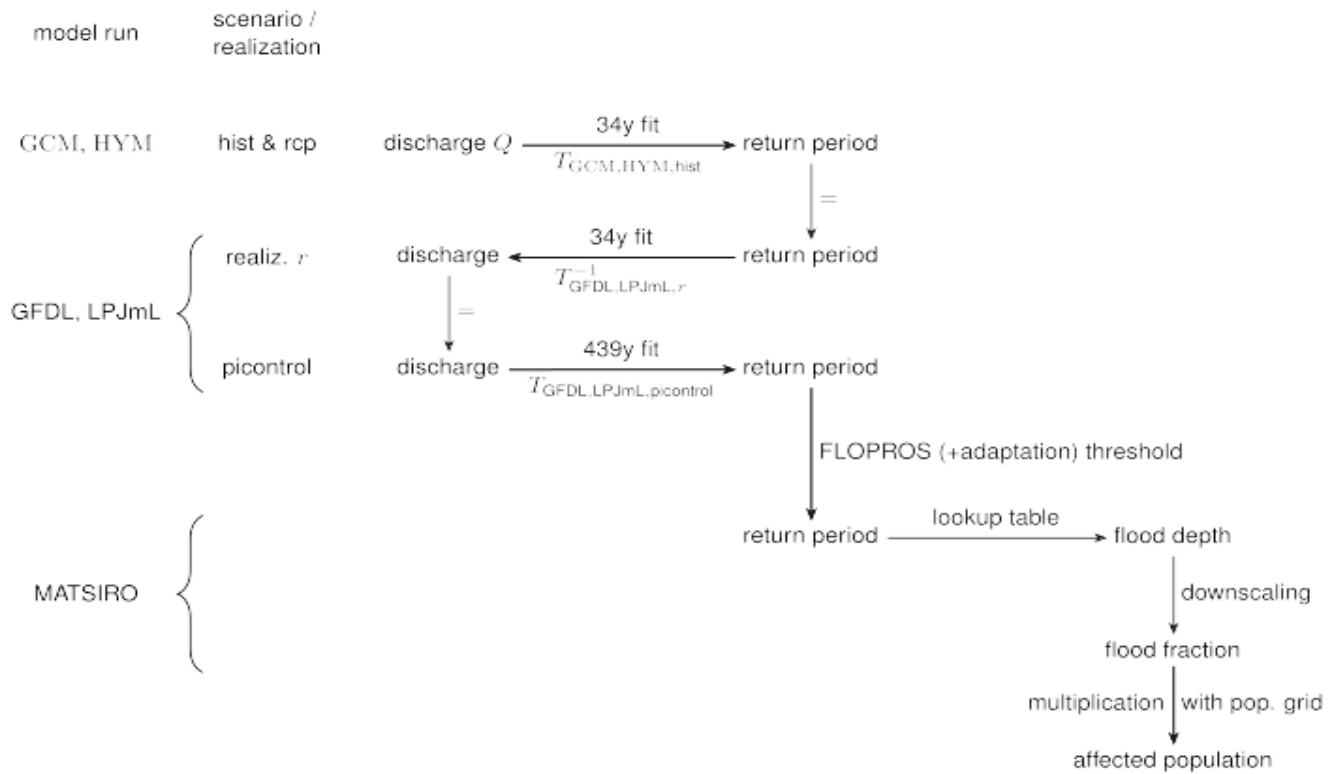 model run
scenario /
realization
GCM, HYM hist & rcp discharge Q 34y fit return period
T_GCM,HYM,hist
=
GFDL, LPJmL
realiz. r discharge 34y fit return period
T^{-1}_GFDL,LPJmL,r
=
picontrol discharge 439y fit return period
T_GFDL,LPJmL,picontrol
FLOPROS (+adaptation) threshold
MATSIRO
return period lookup table flood depth
downscaling
flood fraction
multiplication with pop. grid
affected population